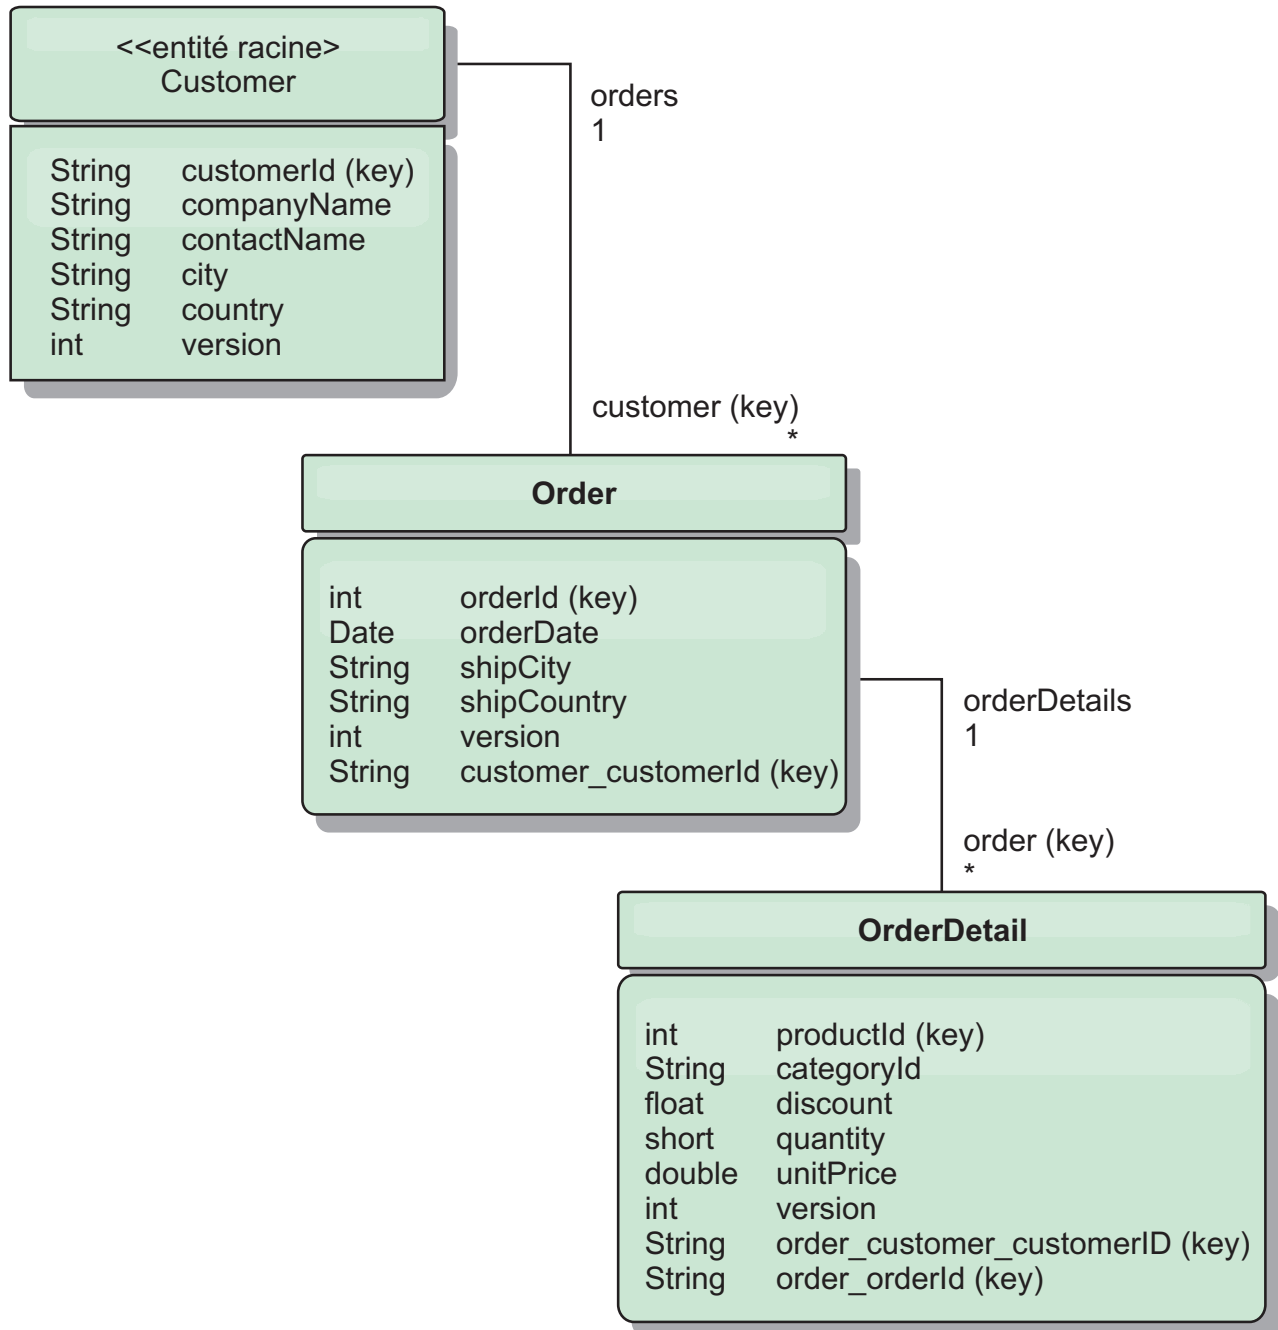 <<entité racine>
Customer
String customerId (key)
String companyName
String contactName
String city
String country
int version
orders
1
customer (key)
*
Order
int orderId (key)
Date orderDate
String shipCity
String shipCountry
int version
String customer_customerId (key)
orderDetails
1
order (key)
*
OrderDetail
int productId (key)
String categoryId
float discount
short quantity
double unitPrice
int version
String order_customer_customerID (key)
String order_orderId (key)